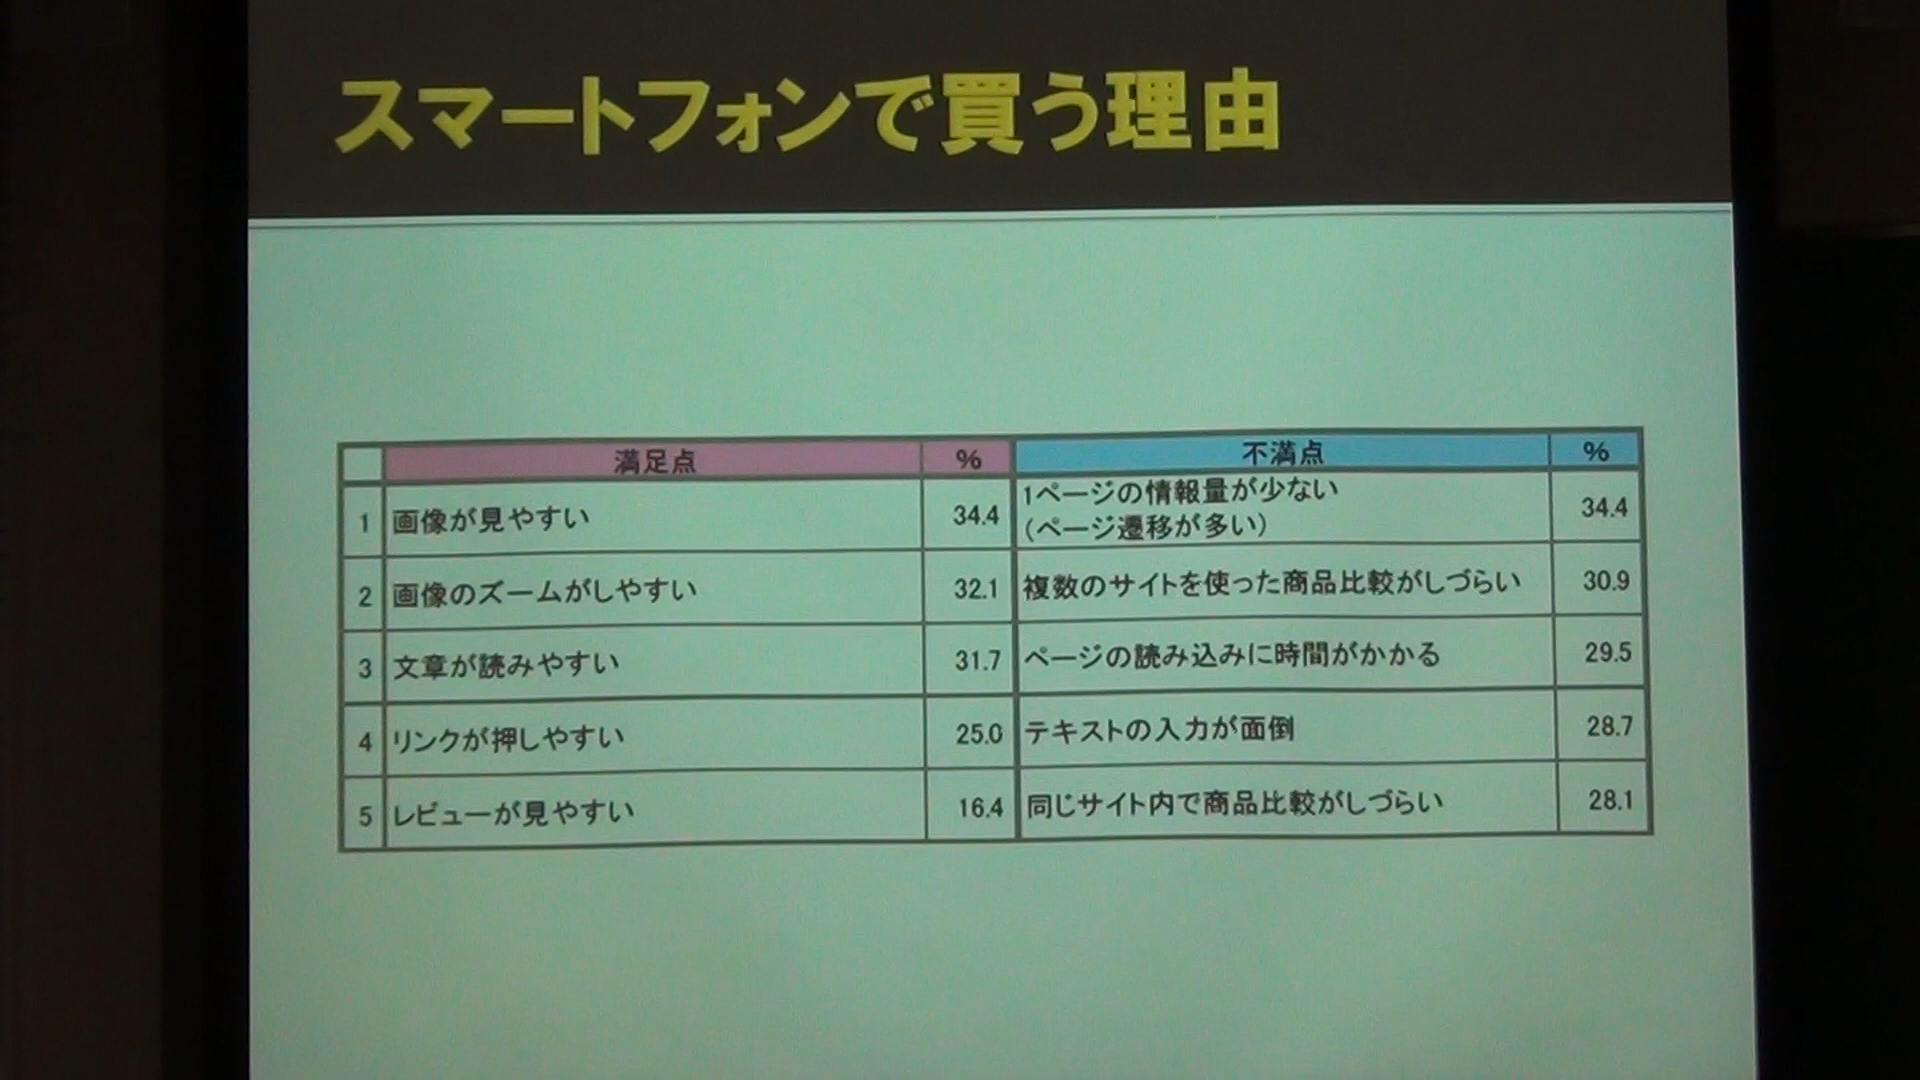 スマートフォンで買う理由
満足点 % 不満点 %
1 画像が見やすい 34.4 1ページの情報量が少ない
(ページ遷移が多い) 34.4
2 画像のズームがしやすい 32.1 複数のサイトを使った商品比較がしづらい 30.9
3 文章が読みやすい 31.7 ページの読み込みに時間がかかる 29.5
4 リンクが押しやすい 25.0 テキストの入力が面倒 28.7
5 レビューが見やすい 16.4 同じサイト内で商品比較がしづらい 28.1